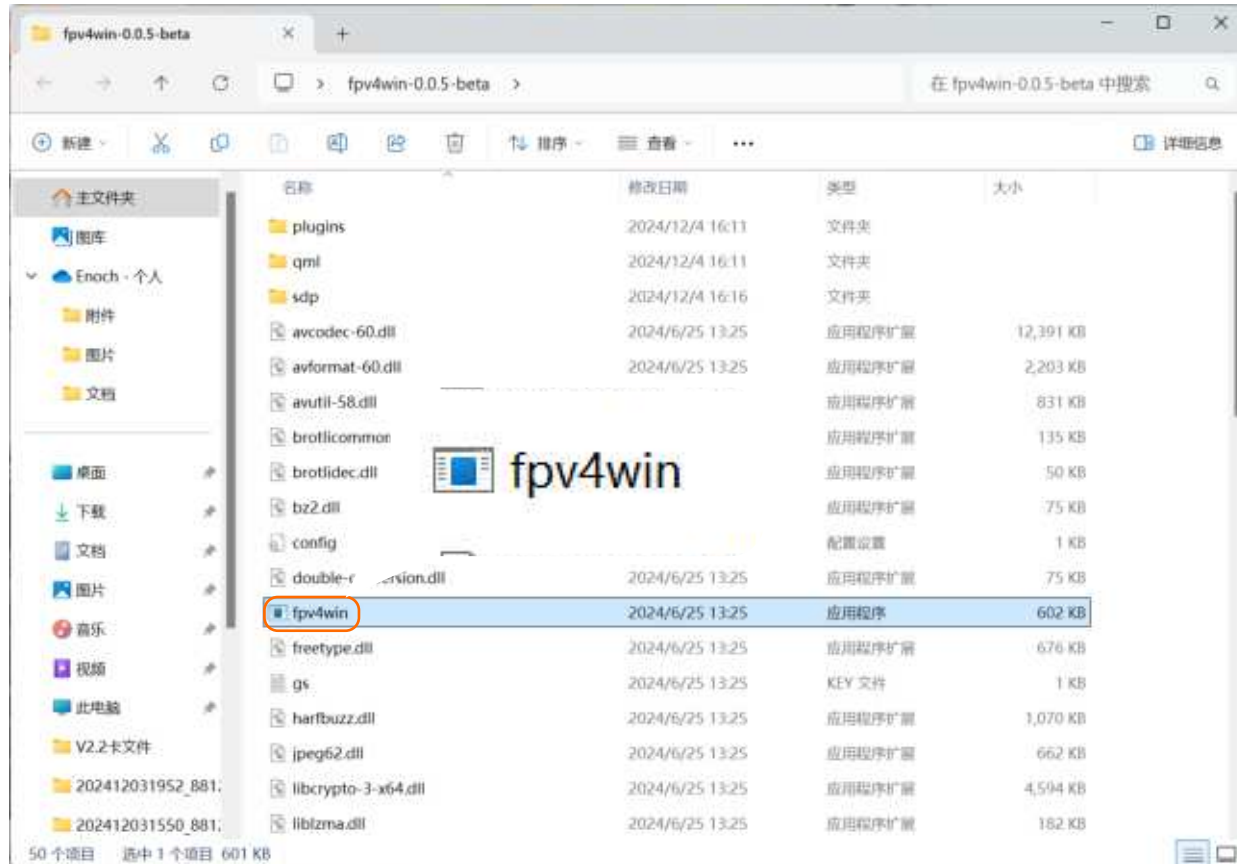 fpv4win-0.0.5-beta
fpv4win-0.0.5-beta
在 fpv4win-0.0.5-beta 中搜索
新建
排序
查看
详细信息
主文件夹
图库
Enoch - 个人
附件
图片
文档
桌面
下载
文档
图片
音乐
视频
此电脑
V2.2卡文件
202412031952_881
202412031550_881
名称 修改日期 类型 大小
plugins 2024/12/4 16:11 文件夹
qml 2024/12/4 16:11 文件夹
sdp 2024/12/4 16:16 文件夹
avcodec-60.dll 2024/6/25 13:25 应用程序扩展 12,391 KB
avformat-60.dll 2024/6/25 13:25 应用程序扩展 2,203 KB
avutil-58.dll 应用程序扩展 831 KB
brotlicommon 应用程序扩展 135 KB
brotlidec.dll 应用程序扩展 50 KB
fpv4win
bz2.dll 应用程序扩展 75 KB
config 配置设置 1 KB
double- sion.dll 2024/6/25 13:25 应用程序扩展 75 KB
fpv4win 2024/6/25 13:25 应用程序 602 KB
freetype.dll 2024/6/25 13:25 应用程序扩展 676 KB
gs 2024/6/25 13:25 KEY 文件 1 KB
harfbuzz.dll 2024/6/25 13:25 应用程序扩展 1,070 KB
jpeg62.dll 2024/6/25 13:25 应用程序扩展 662 KB
libcrypto-3-x64.dll 2024/6/25 13:25 应用程序扩展 4,594 KB
liblzma.dll 2024/6/25 13:25 应用程序扩展 182 KB
50 个项目 选中 1 个项目 601 KB